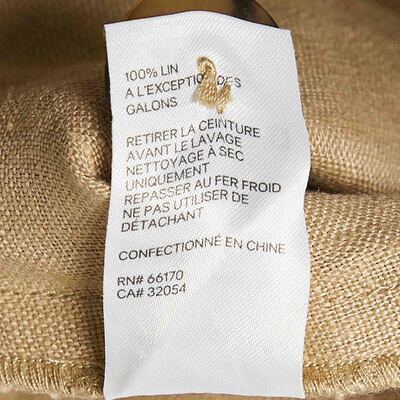 100% LIN
A L'EXCEPTION DES
GALONS
RETIRER LA CEINTURE
AVANT LE LAVAGE
NETTOYAGE À SEC
UNIQUEMENT
REPASSER AU FER FROID
NE PAS UTILISER DE
DÉTACHANT
CONFECTIONNÉ EN CHINE
RN# 66170
CA# 32054